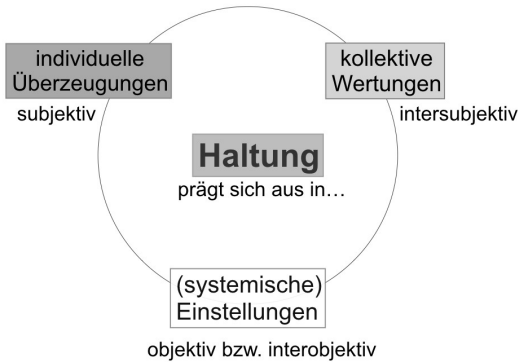 individuelle
Überzeugungen
subjektiv
kollektive
Wertungen
intersubjektiv
Haltung
prägt sich aus in…
(systemische)
Einstellungen
objektiv bzw. interobjektiv